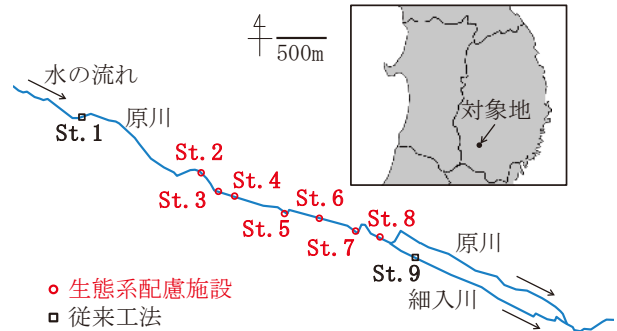 4
500m
水の流れ
原川
St.1
対象地
St.2
St.3
St.4
St.5
St.6
St.7
St.8
原川
St.9
細入川
生態系配慮施設
従来工法